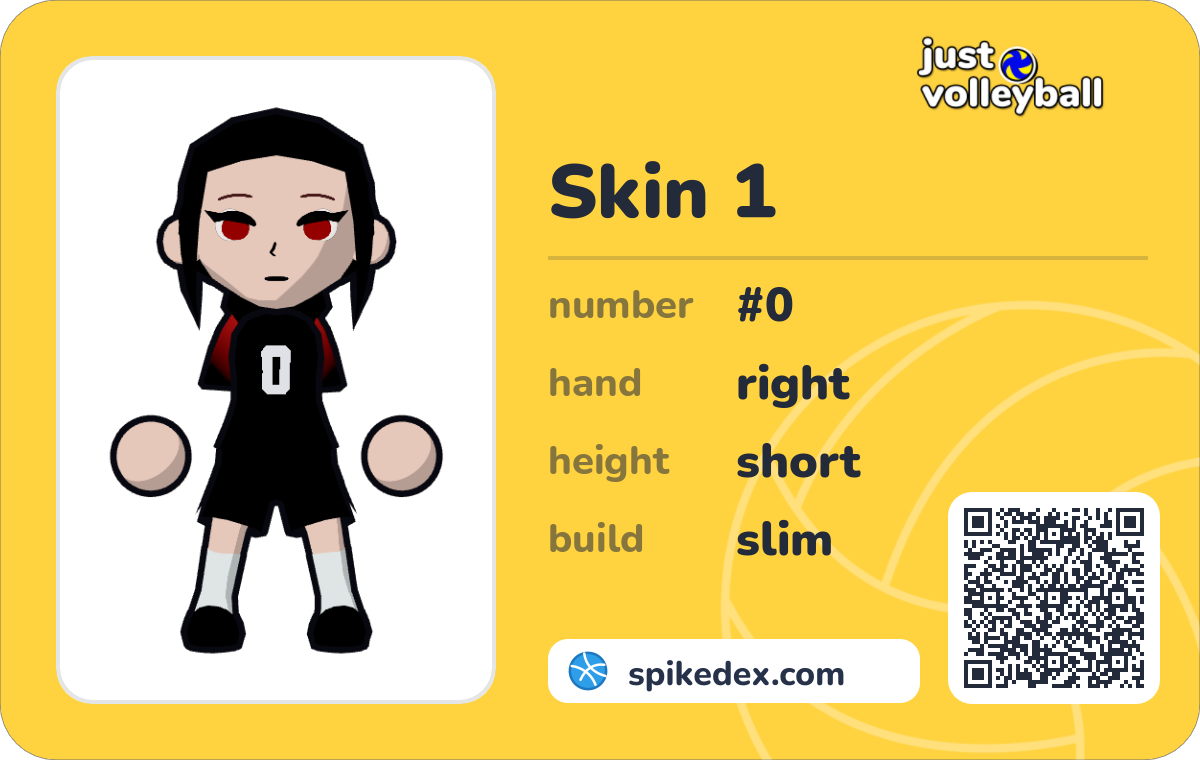 just
volleyball
Skin 1
number #0
hand right
height short
build slim
0
spikedex.com